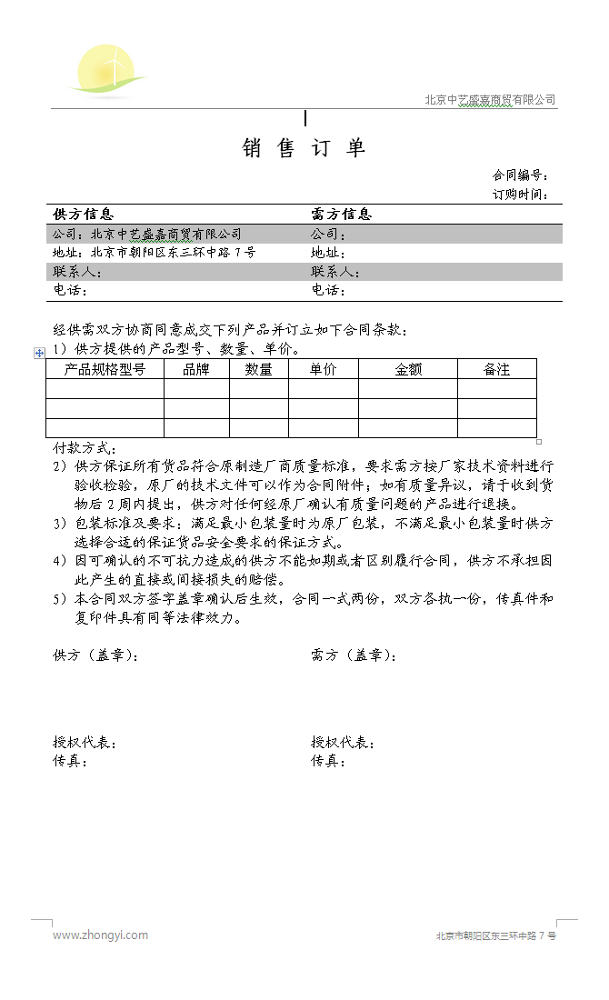 北京中艺盛嘉商贸有限公司
销 售 订 单
合同编号：
订购时间：
供方信息 需方信息
公司：北京中艺盛嘉商贸有限公司 公司：
地址：北京市朝阳区东三环中路 7 号 地址：
联系人： 联系人：
电话： 电话：
经供需双方协商同意成交下列产品并订立如下合同条款：
1）供方提供的产品型号、数量、单价。
产品规格型号 品牌 数量 单价 金额 备注
付款方式：
2）供方保证所有货品符合原制造厂商质量标准，要求需方按厂家技术资料进行
验收检验，原厂的技术文件可以作为合同附件；如有质量异议，请于收到货
物后 2 周内提出，供方对任何经原厂确认有质量问题的产品进行退换。
3）包装标准及要求：满足最小包装量时为原厂包装，不满足最小包装量时供方
选择合适的保证货品安全要求的保证方式。
4）因可确认的不可抗力造成的供方不能如期或者区别履行合同，供方不承担因
此产生的直接或间接损失的赔偿。
5）本合同双方签字盖章确认后生效，合同一式两份，双方各执一份，传真件和
复印件具有同等法律效力。
供方（盖章）： 需方（盖章）：
授权代表： 授权代表：
传真： 传真：
www.zhongyi.com 北京市朝阳区东三环中路 7 号